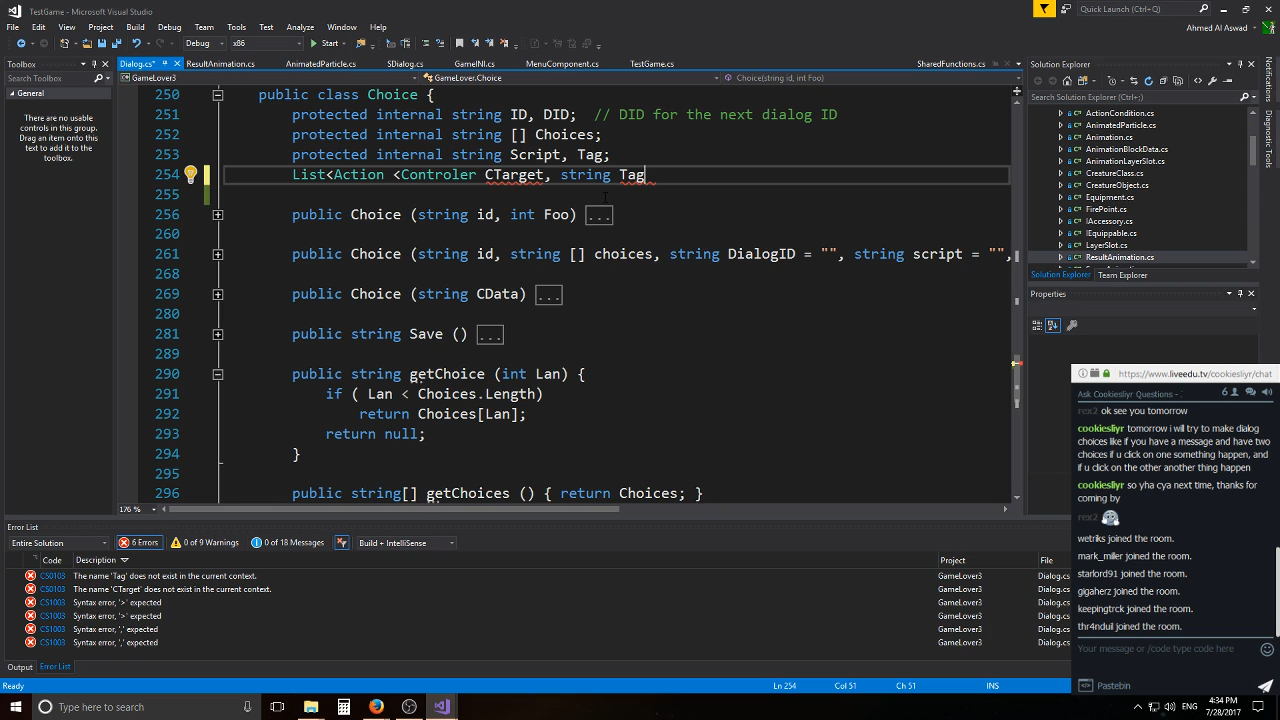 TestGame - Microsoft Visual Studio
Quick Launch (Ctrl+Q)
File Edit View Project Build Debug Team Tools Test Analyze Window Help
Ahmed Al Aswad
Debug x86 Start
Toolbox
Search Toolbox
General
There are no usable
controls in this group.
Drag an item onto this
text to add it to the
toolbox.
Dialog.cs* ResultAnimation.cs AnimatedParticle.cs SDialog.cs GameINI.cs MenuComponent.cs TestGame.cs SharedFunctions.cs
GameLover3 GameLover.Choice Choice(string id, int Foo)
250 public class Choice {
251 protected internal string ID, DID; // DID for the next dialog ID
252 protected internal string [] Choices;
253 protected internal string Script, Tag;
254 List<Action <Controler CTarget, string Tag
255
256 public Choice (string id, int Foo) ...
260
261 public Choice (string id, string [] choices, string DialogID = "", string script = "",
268
269 public Choice (string CData) ...
280
281 public string Save () ...
289
290 public string getChoice (int Lan) {
291 if ( Lan < Choices.Length)
292 return Choices[Lan];
293 return null;
294 }
295
296 public string[] getChoices () { return Choices; }
176 %
Solution Explorer
Search Solution Explorer (Ctrl+;)
ActionCondition.cs
AnimatedParticle.cs
Animation.cs
AnimationBlockData.cs
AnimationLayerSlot.cs
CreatureClass.cs
CreatureObject.cs
Equipment.cs
FirePoint.cs
IAccessory.cs
IEquippable.cs
LayerSlot.cs
ResultAnimation.cs
Solution Explorer Team Explorer
Properties
Notifications
Diagnostic Tools
https://www.liveedu.tv/cookiesliyr/chat
Ask Cookiesliyr Questions - . 6
rex2 ok see you tomorrow
cookiesliyr tomorrow i will try to make dialog
choices like if you have a message and have two
choices if u click on one something happen, and
if u click on the other another thing happen
cookiesliyr so yha cya next time, thanks for
coming by
rex2
wetriks joined the room.
mark_miler joined the room.
starlord91 joined the room.
gigaherz joined the room.
keepingtrck joined the room.
thr4nduil joined the room.
Your message or /code type code here
Pastebin
Error List
Entire Solution 6 Errors 0 of 9 Warnings 0 of 18 Messages Build + IntelliSense
Code Description Project File
CS0103 The name 'Tag' does not exist in the current context. GameLover3 Dialog.cs
CS0103 The name 'CTarget' does not exist in the current context. GameLover3 Dialog.cs
CS1003 Syntax error, '>' expected GameLover3 Dialog.cs
CS1003 Syntax error, '>' expected GameLover3 Dialog.cs
CS1003 Syntax error, ',' expected GameLover3 Dialog.cs
CS1003 Syntax error, ',' expected GameLover3 Dialog.cs
Output Error List
Ready Ln 254 Col 51 Ch 51 INS
Type here to search
4:34 PM
7/28/2017